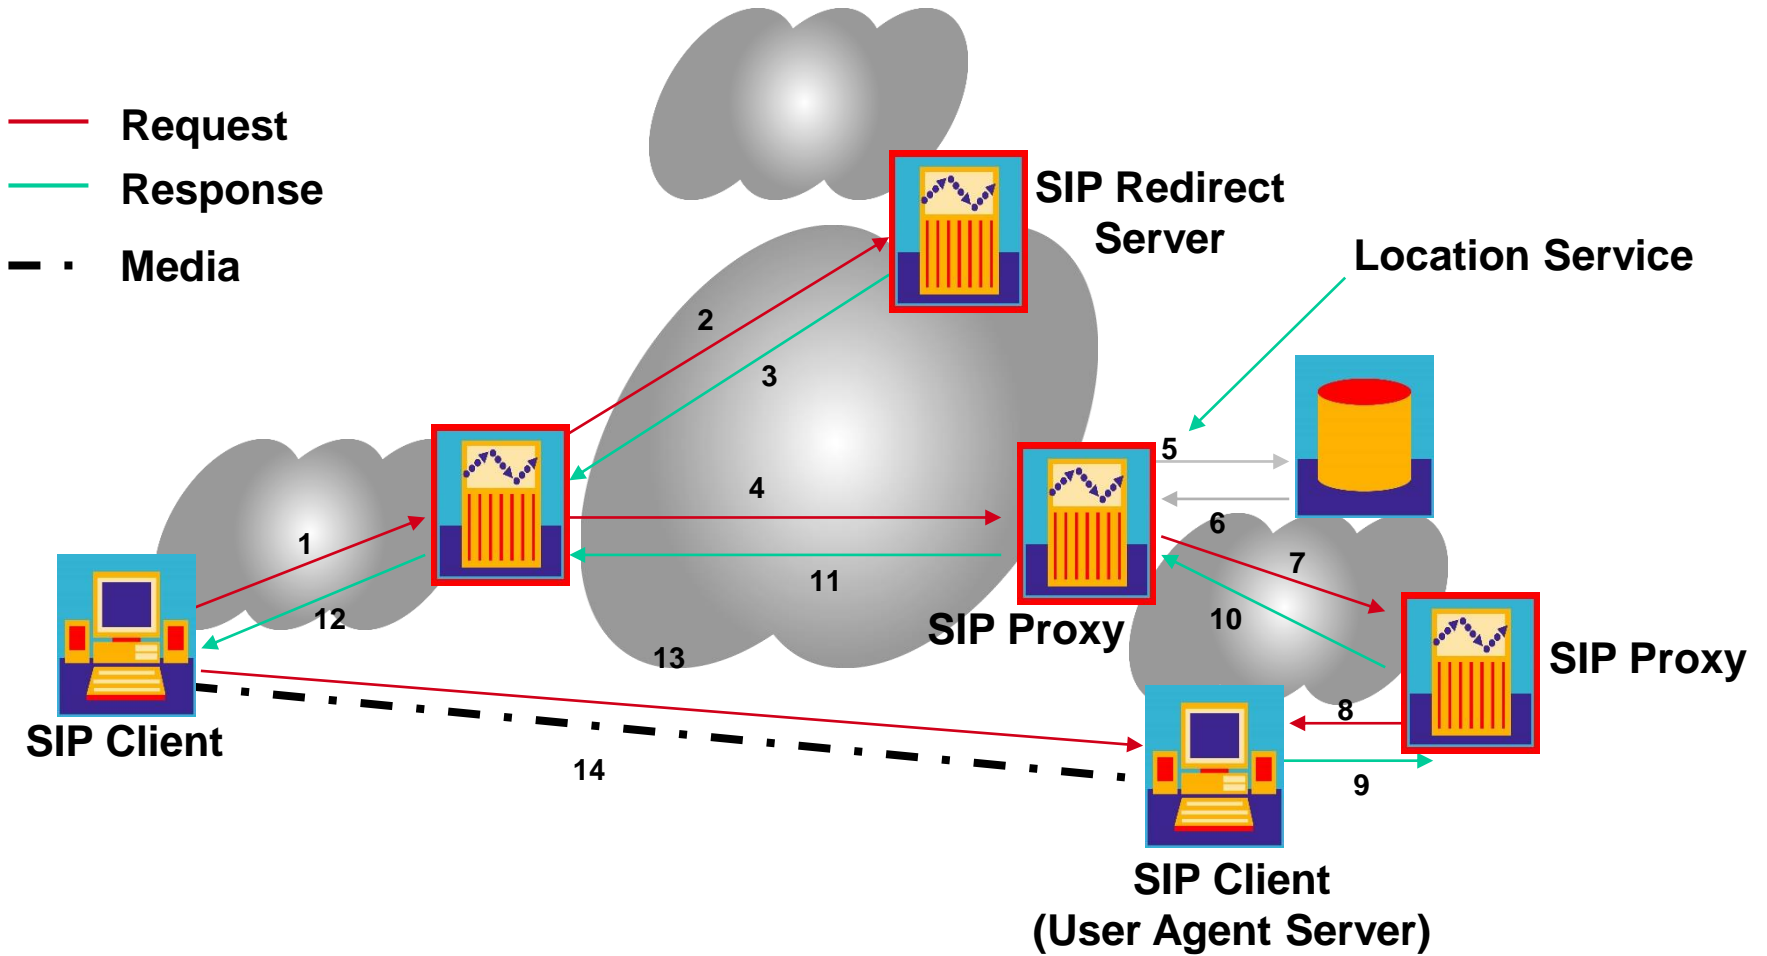 Request
Response
Media
SIP Redirect
Server
Location Service
2
3
5
4
6
1
7
11
12
10
SIP Proxy
13
SIP Proxy
8
SIP Client
14
9
SIP Client
(User Agent Server)